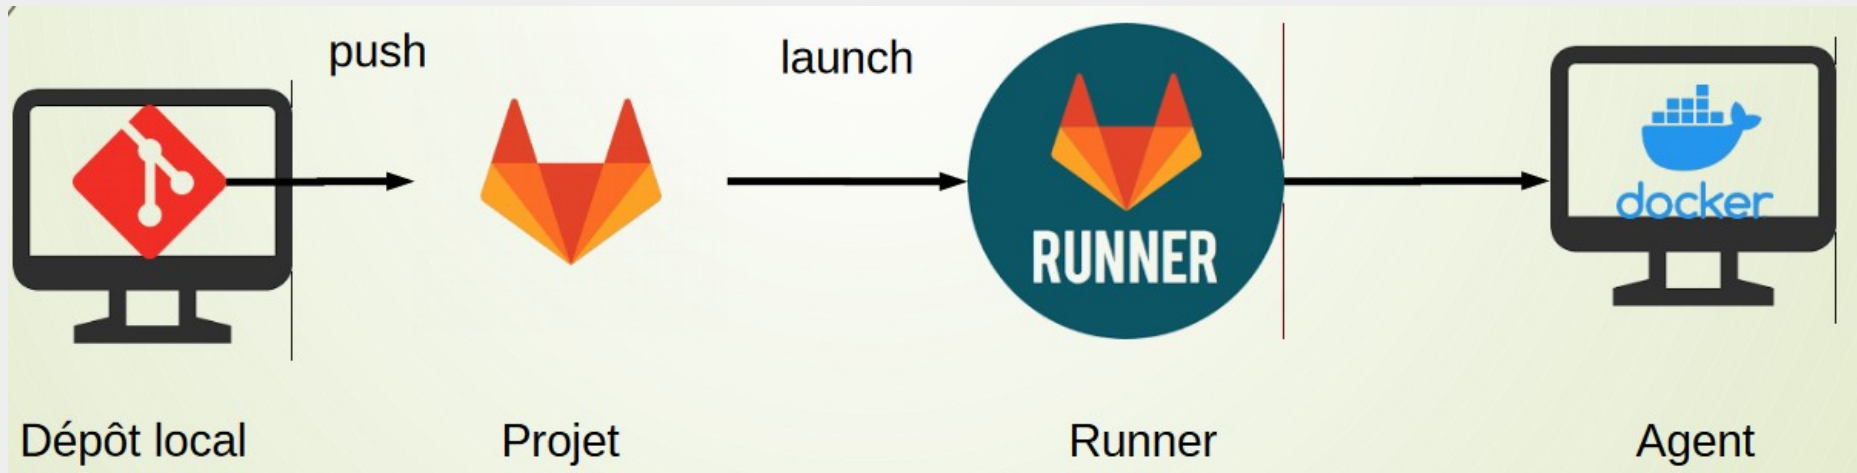 push
launch
RUNNER
docker
Dépôt local
Projet
Runner
Agent